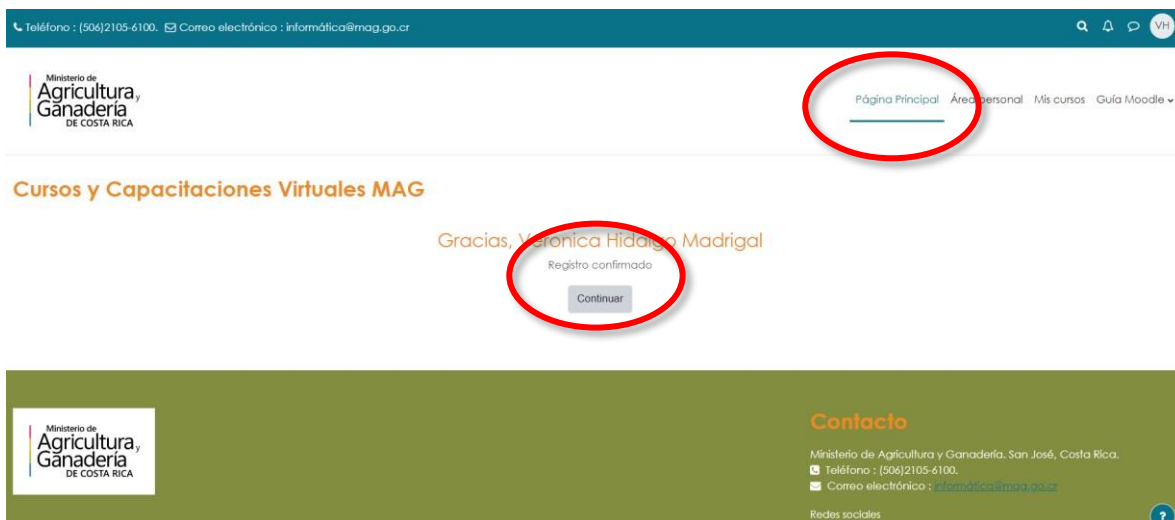 Teléfono : (506)2105-6100. Correo electrónico : informática@mag.go.cr
VH
Ministerio de
Agricultura y
Ganadería
DE COSTA RICA
Página Principal Área personal Mis cursos Guía Moodle
Cursos y Capacitaciones Virtuales MAG
Gracias, Veronica Hidalgo Madrigal
Registro confirmado
Continuar
Ministerio de
Agricultura y
Ganadería
DE COSTA RICA
Contacto
Ministerio de Agricultura y Ganadería. San José, Costa Rica.
Teléfono : (506)2105-6100.
Correo electrónico : informática@mag.go.cr
Redes sociales
?